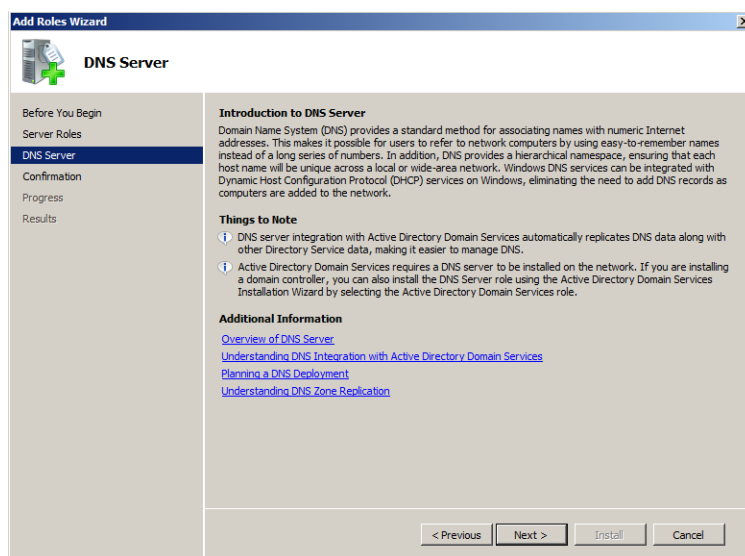 Add Roles Wizard
DNS Server
Before You Begin
Server Roles
DNS Server
Confirmation
Progress
Results
Introduction to DNS Server
Domain Name System (DNS) provides a standard method for associating names with numeric Internet
addresses. This makes it possible for users to refer to network computers by using easy-to-remember names
instead of a long series of numbers. In addition, DNS provides a hierarchical namespace, ensuring that each
host name will be unique across a local or wide-area network. Windows DNS services can be integrated with
Dynamic Host Configuration Protocol (DHCP) services on Windows, eliminating the need to add DNS records as
computers are added to the network.
Things to Note
DNS server integration with Active Directory Domain Services automatically replicates DNS data along with
other Directory Service data, making it easier to manage DNS.
Active Directory Domain Services requires a DNS server to be installed on the network. If you are installing
a domain controller, you can also install the DNS Server role using the Active Directory Domain Services
Installation Wizard by selecting the Active Directory Domain Services role.
Additional Information
Overview of DNS Server
Understanding DNS Integration with Active Directory Domain Services
Planning a DNS Deployment
Understanding DNS Zone Replication
< Previous
Next >
Install
Cancel